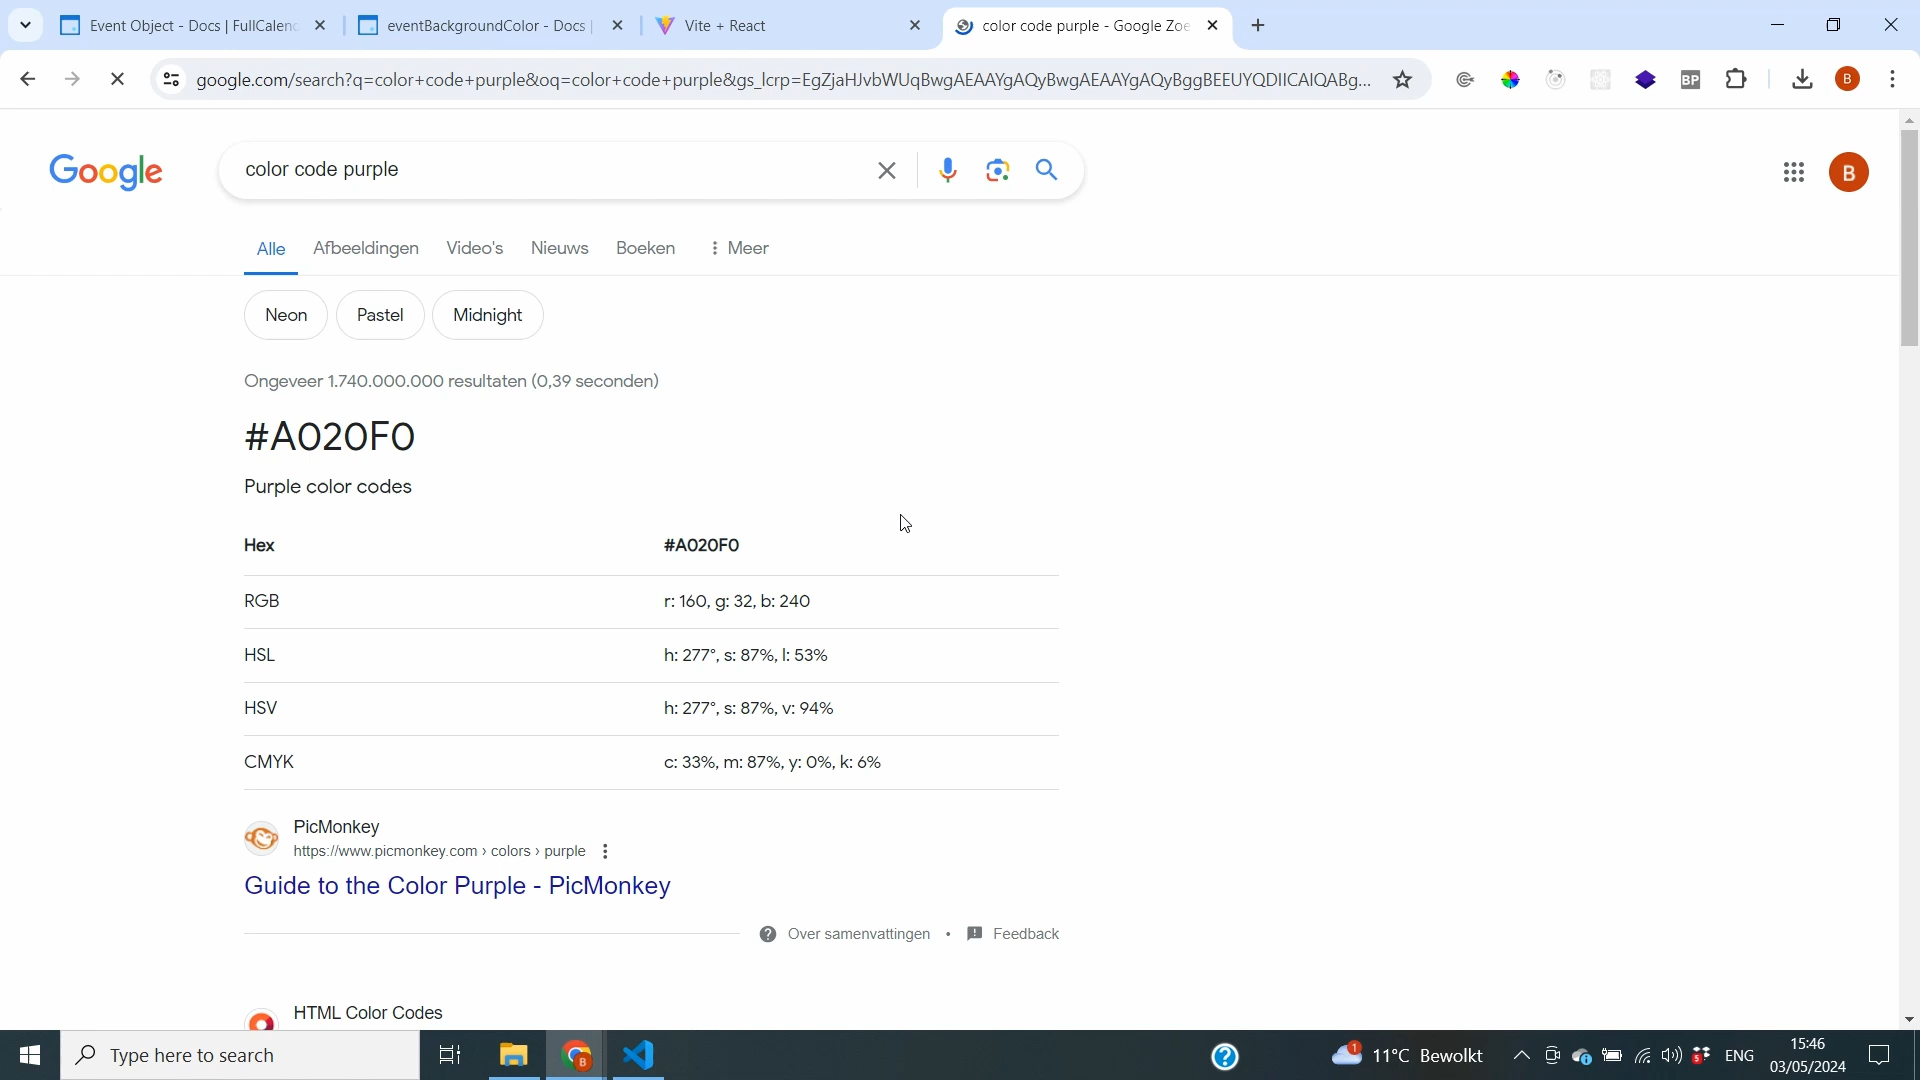 Event Object - Docs | FullCalen
eventBackgroundColor - Docs |
Vite + React
color code purple - Google Zoe
google.com/search?q=color+code+purple&oq=color+code+purple&gs_lcrp=EgZjaHJvbWUqBwgAEAAYgAQyBwgAEAAYgAQyBggBEEUYQDIICAIQABg...
BP
B
Google
color code purple
B
Alle
Afbeeldingen
Video's
Nieuws
Boeken
Meer
Neon
Pastel
Midnight
Ongeveer 1.740.000.000 resultaten (0,39 seconden)
#A020F0
Purple color codes
Hex #A020F0
RGB r: 160, g: 32, b: 240
HSL h: 277°, s: 87%, l: 53%
HSV h: 277°, s: 87%, v: 94%
CMYK c: 33%, m: 87%, y: 0%, k: 6%
PicMonkey
https://www.picmonkey.com › colors › purple
Guide to the Color Purple - PicMonkey
Over samenvattingen • Feedback
HTML Color Codes
Type here to search
B
1
11°C Bewolkt
5
ENG
15:46
03/05/2024